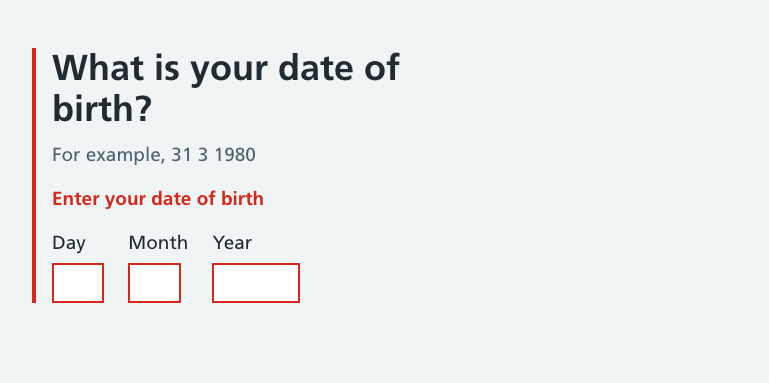 What is your date of
birth?
For example, 31 3 1980
Enter your date of birth
Day Month Year